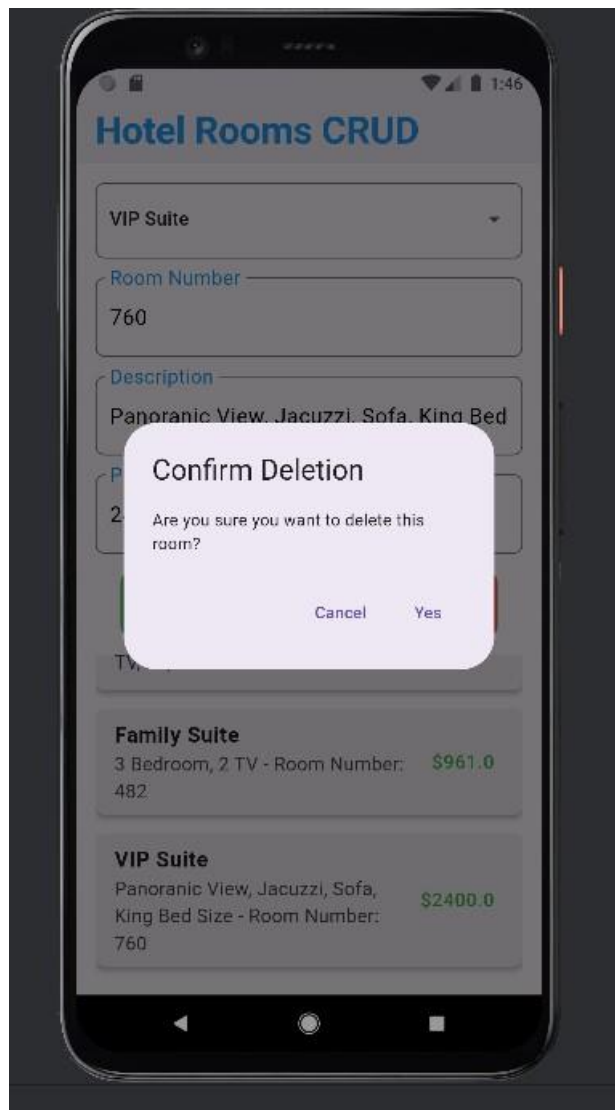 1:46
Hotel Rooms CRUD
VIP Suite
Room Number
760
Description
Panoranic View, Jacuzzi, Sofa, King Bed
P
2
Confirm Deletion
Are you sure you want to delete this
room?
Cancel Yes
TV,
Family Suite
3 Bedroom, 2 TV - Room Number:
482
$961.0
VIP Suite
Panoranic View, Jacuzzi, Sofa,
King Bed Size - Room Number:
760
$2400.0